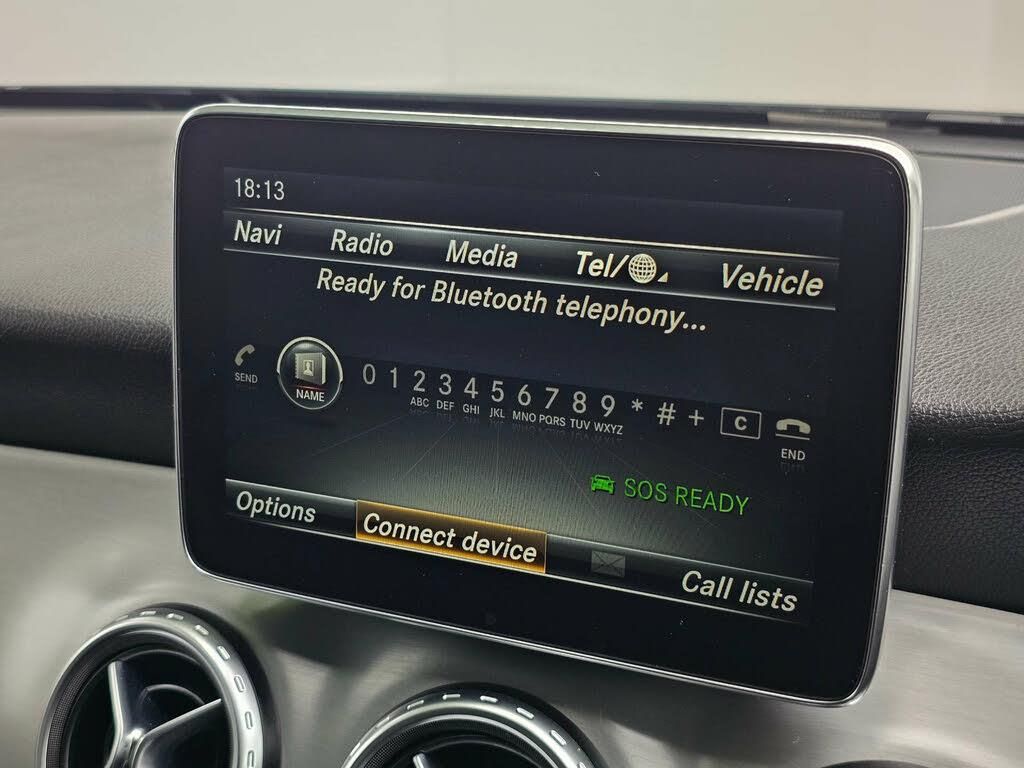 18:13
Navi Radio Media Tel/ Vehicle
Ready for Bluetooth telephony...
0 1 2 3 4 5 6 7 8 9 * # + C
SEND NAME ABC DEF GHI JKL MNO PQRS TUV WXYZ END
SOS READY
Options Connect device Call lists